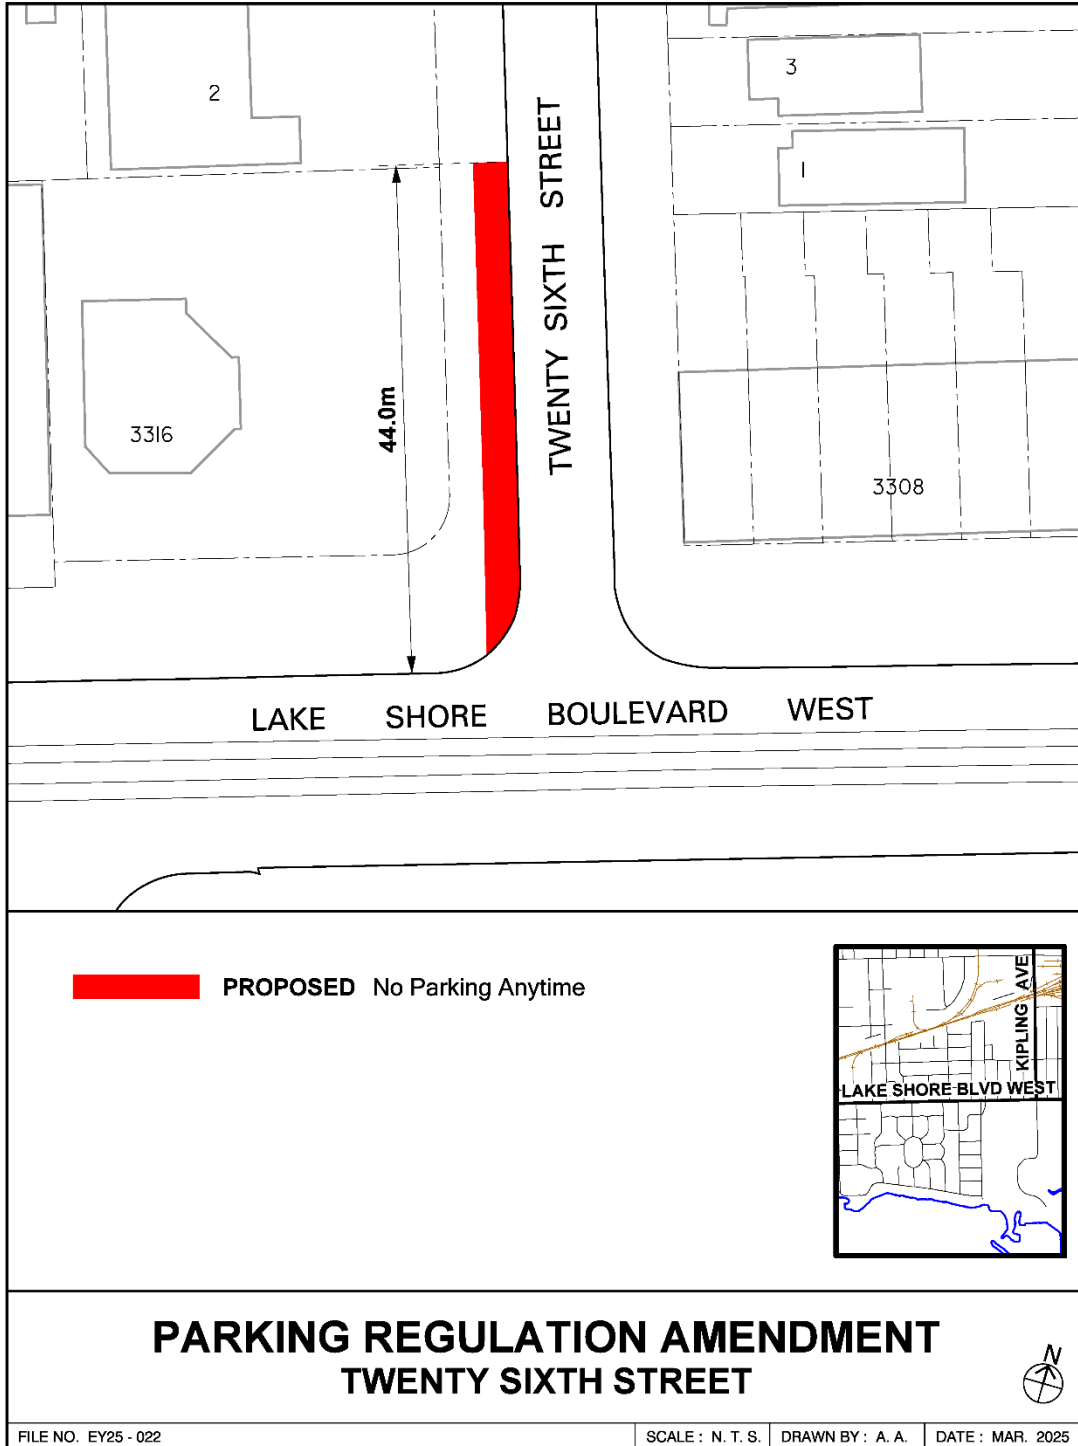 2
3
1
TWENTY SIXTH STREET
44.0m
3316
3308
LAKE SHORE BOULEVARD WEST
PROPOSED No Parking Anytime
KIPLING AVE
LAKE SHORE BLVD WEST
PARKING REGULATION AMENDMENT
TWENTY SIXTH STREET
N
FILE NO. EY25 - 022
SCALE : N. T. S.
DRAWN BY : A. A.
DATE : MAR. 2025